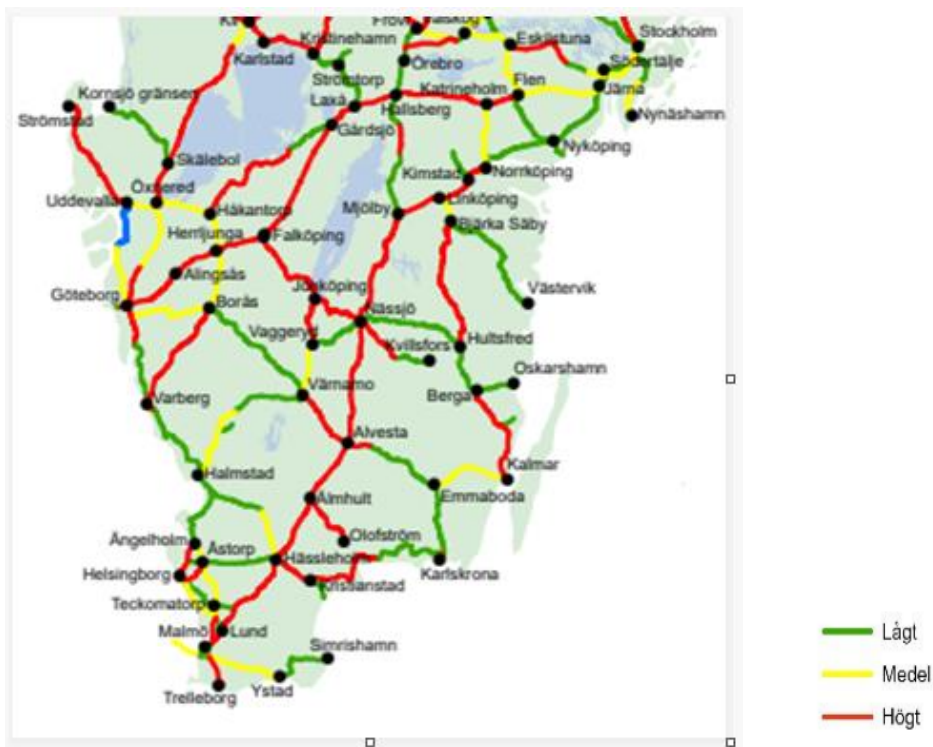 Kristinehamn
Karlstad
Strömtorp
Örebro
Eskilstuna
Stockholm
Södertälje
Flen
Katrineholm
Järna
Laxå
Hallsberg
Nynäshamn
Kornsjö gränsen
Strömstad
Gårdsjö
Nyköping
Skälebol
Kimstad
Norrköping
Uddevalla
Öxnered
Håkantorp
Mjölby
Linköping
Bjärka Säby
Herrljunga
Falköping
Alingsås
Göteborg
Borås
Jönköping
Nässjö
Västervik
Vaggeryd
Kvillsfors
Hultsfred
Värnamo
Oskarshamn
Berga
Varberg
Alvesta
Halmstad
Kalmar
Emmaboda
Älmhult
Ängelholm
Åstorp
Olofström
Hässleholm
Helsingborg
Kristianstad
Karlskrona
Teckomatorp
Malmö
Lund
Simrishamn
Trelleborg
Ystad
Lågt
Medel
Högt